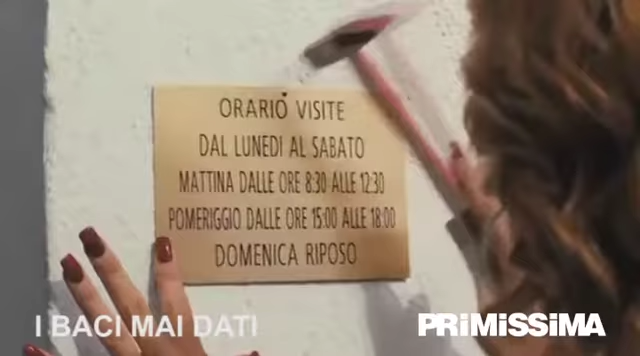 ORARIO VISITE
DAL LUNEDI AL SABATO
MATTINA DALLE ORE 8:30 ALLE 12:30
POMERIGGIO DALLE ORE 15:00 ALLE 18:00
DOMENICA RIPOSO
I BACI MAI DATI
PRiMiSSiMA